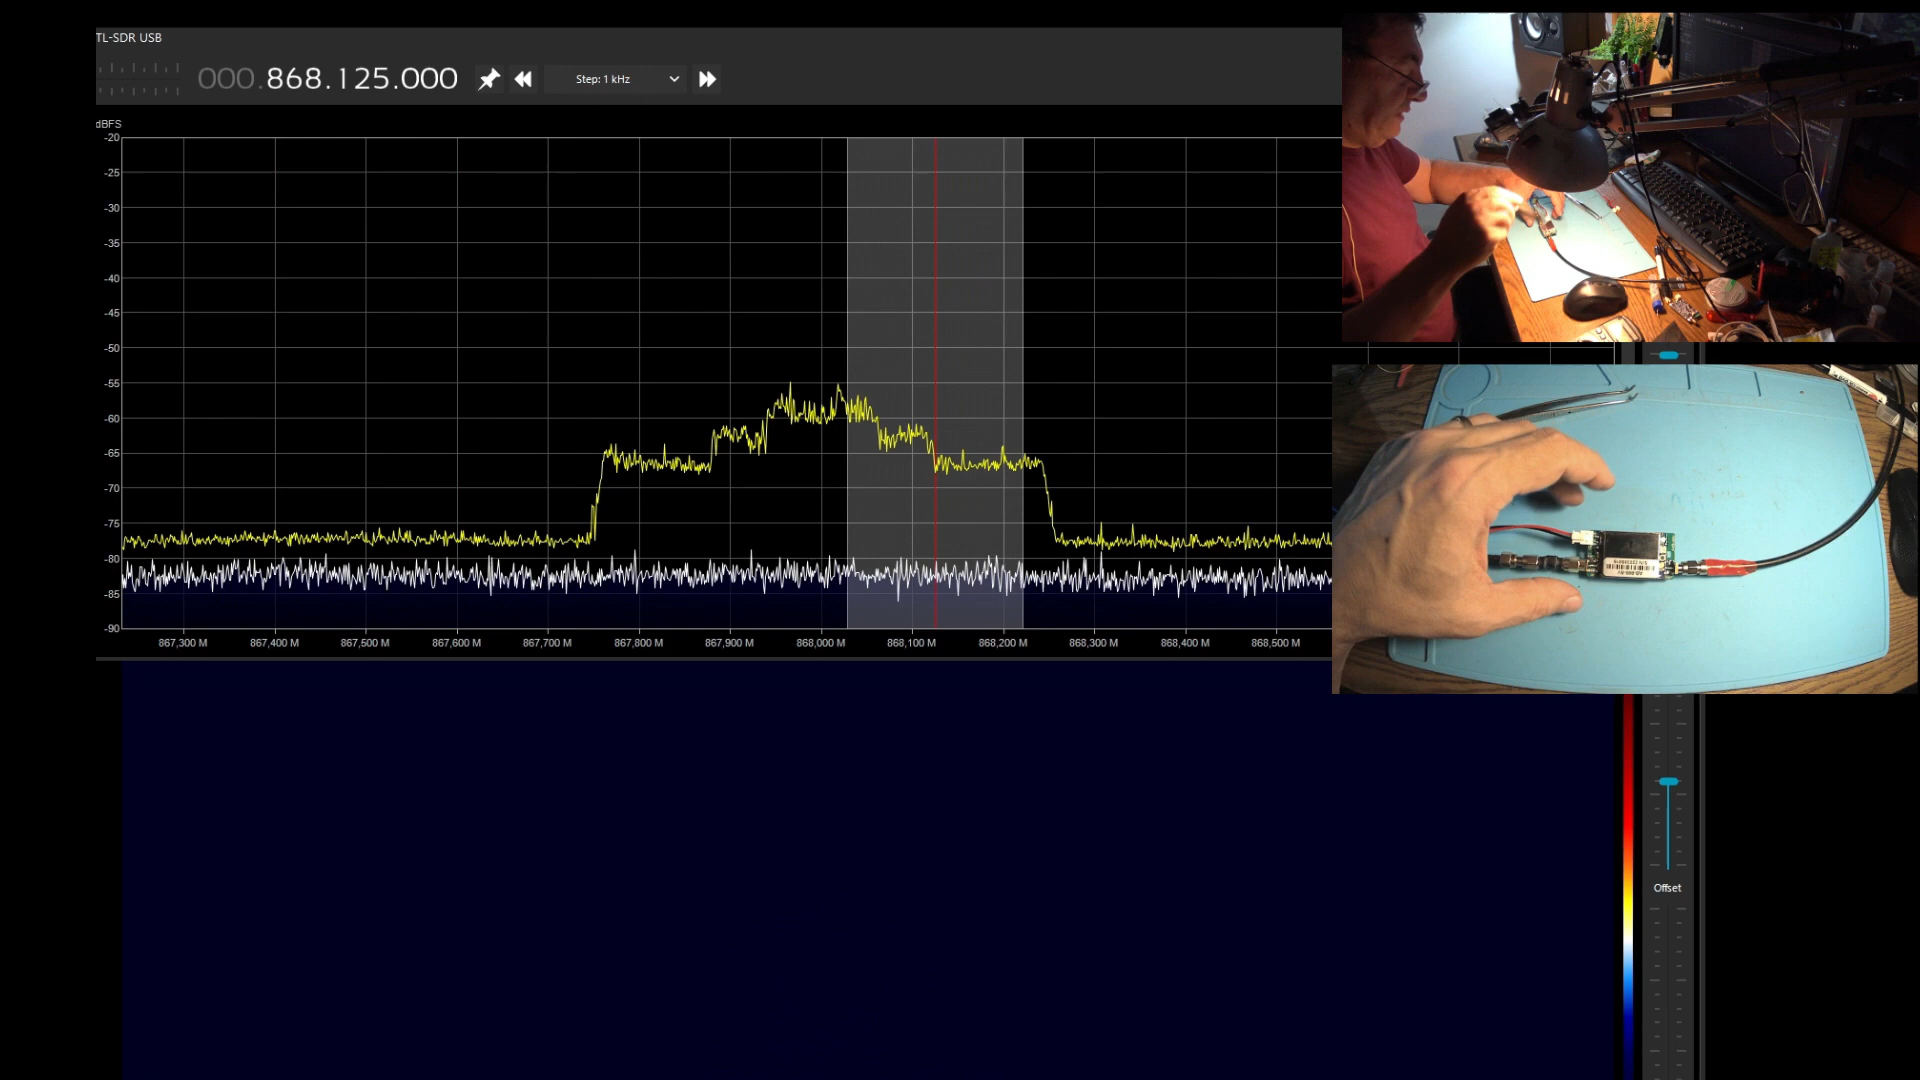 TL-SDR USB
000.868.125.000
Step: 1 kHz
dBFS
-20
-25
-30
-35
-40
-45
-50
-55
-60
-65
-70
-75
-80
-85
-90
867,300 M
867,400 M
867,500 M
867,600 M
867,700 M
867,800 M
867,900 M
868,000 M
868,100 M
868,200 M
868,300 M
868,400 M
868,500 M
Offset